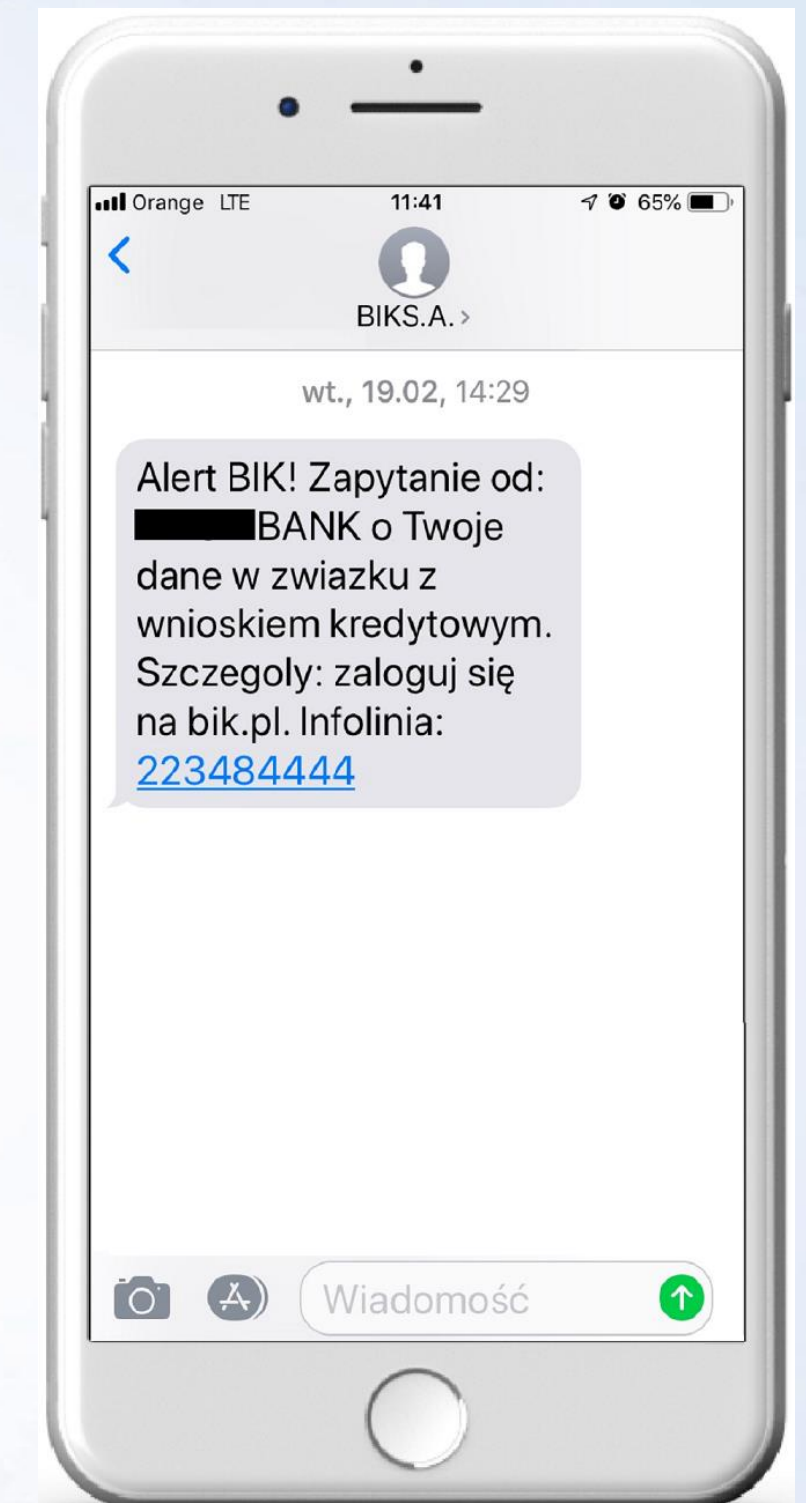 Orange LTE 11:41 65%
BIKS.A. >
wt., 19.02, 14:29
Alert BIK! Zapytanie od:
BANK o Twoje
dane w zwiazku z
wnioskiem kredytowym.
Szczegoly: zaloguj się
na bik.pl. Infolinia:
223484444
Wiadomość